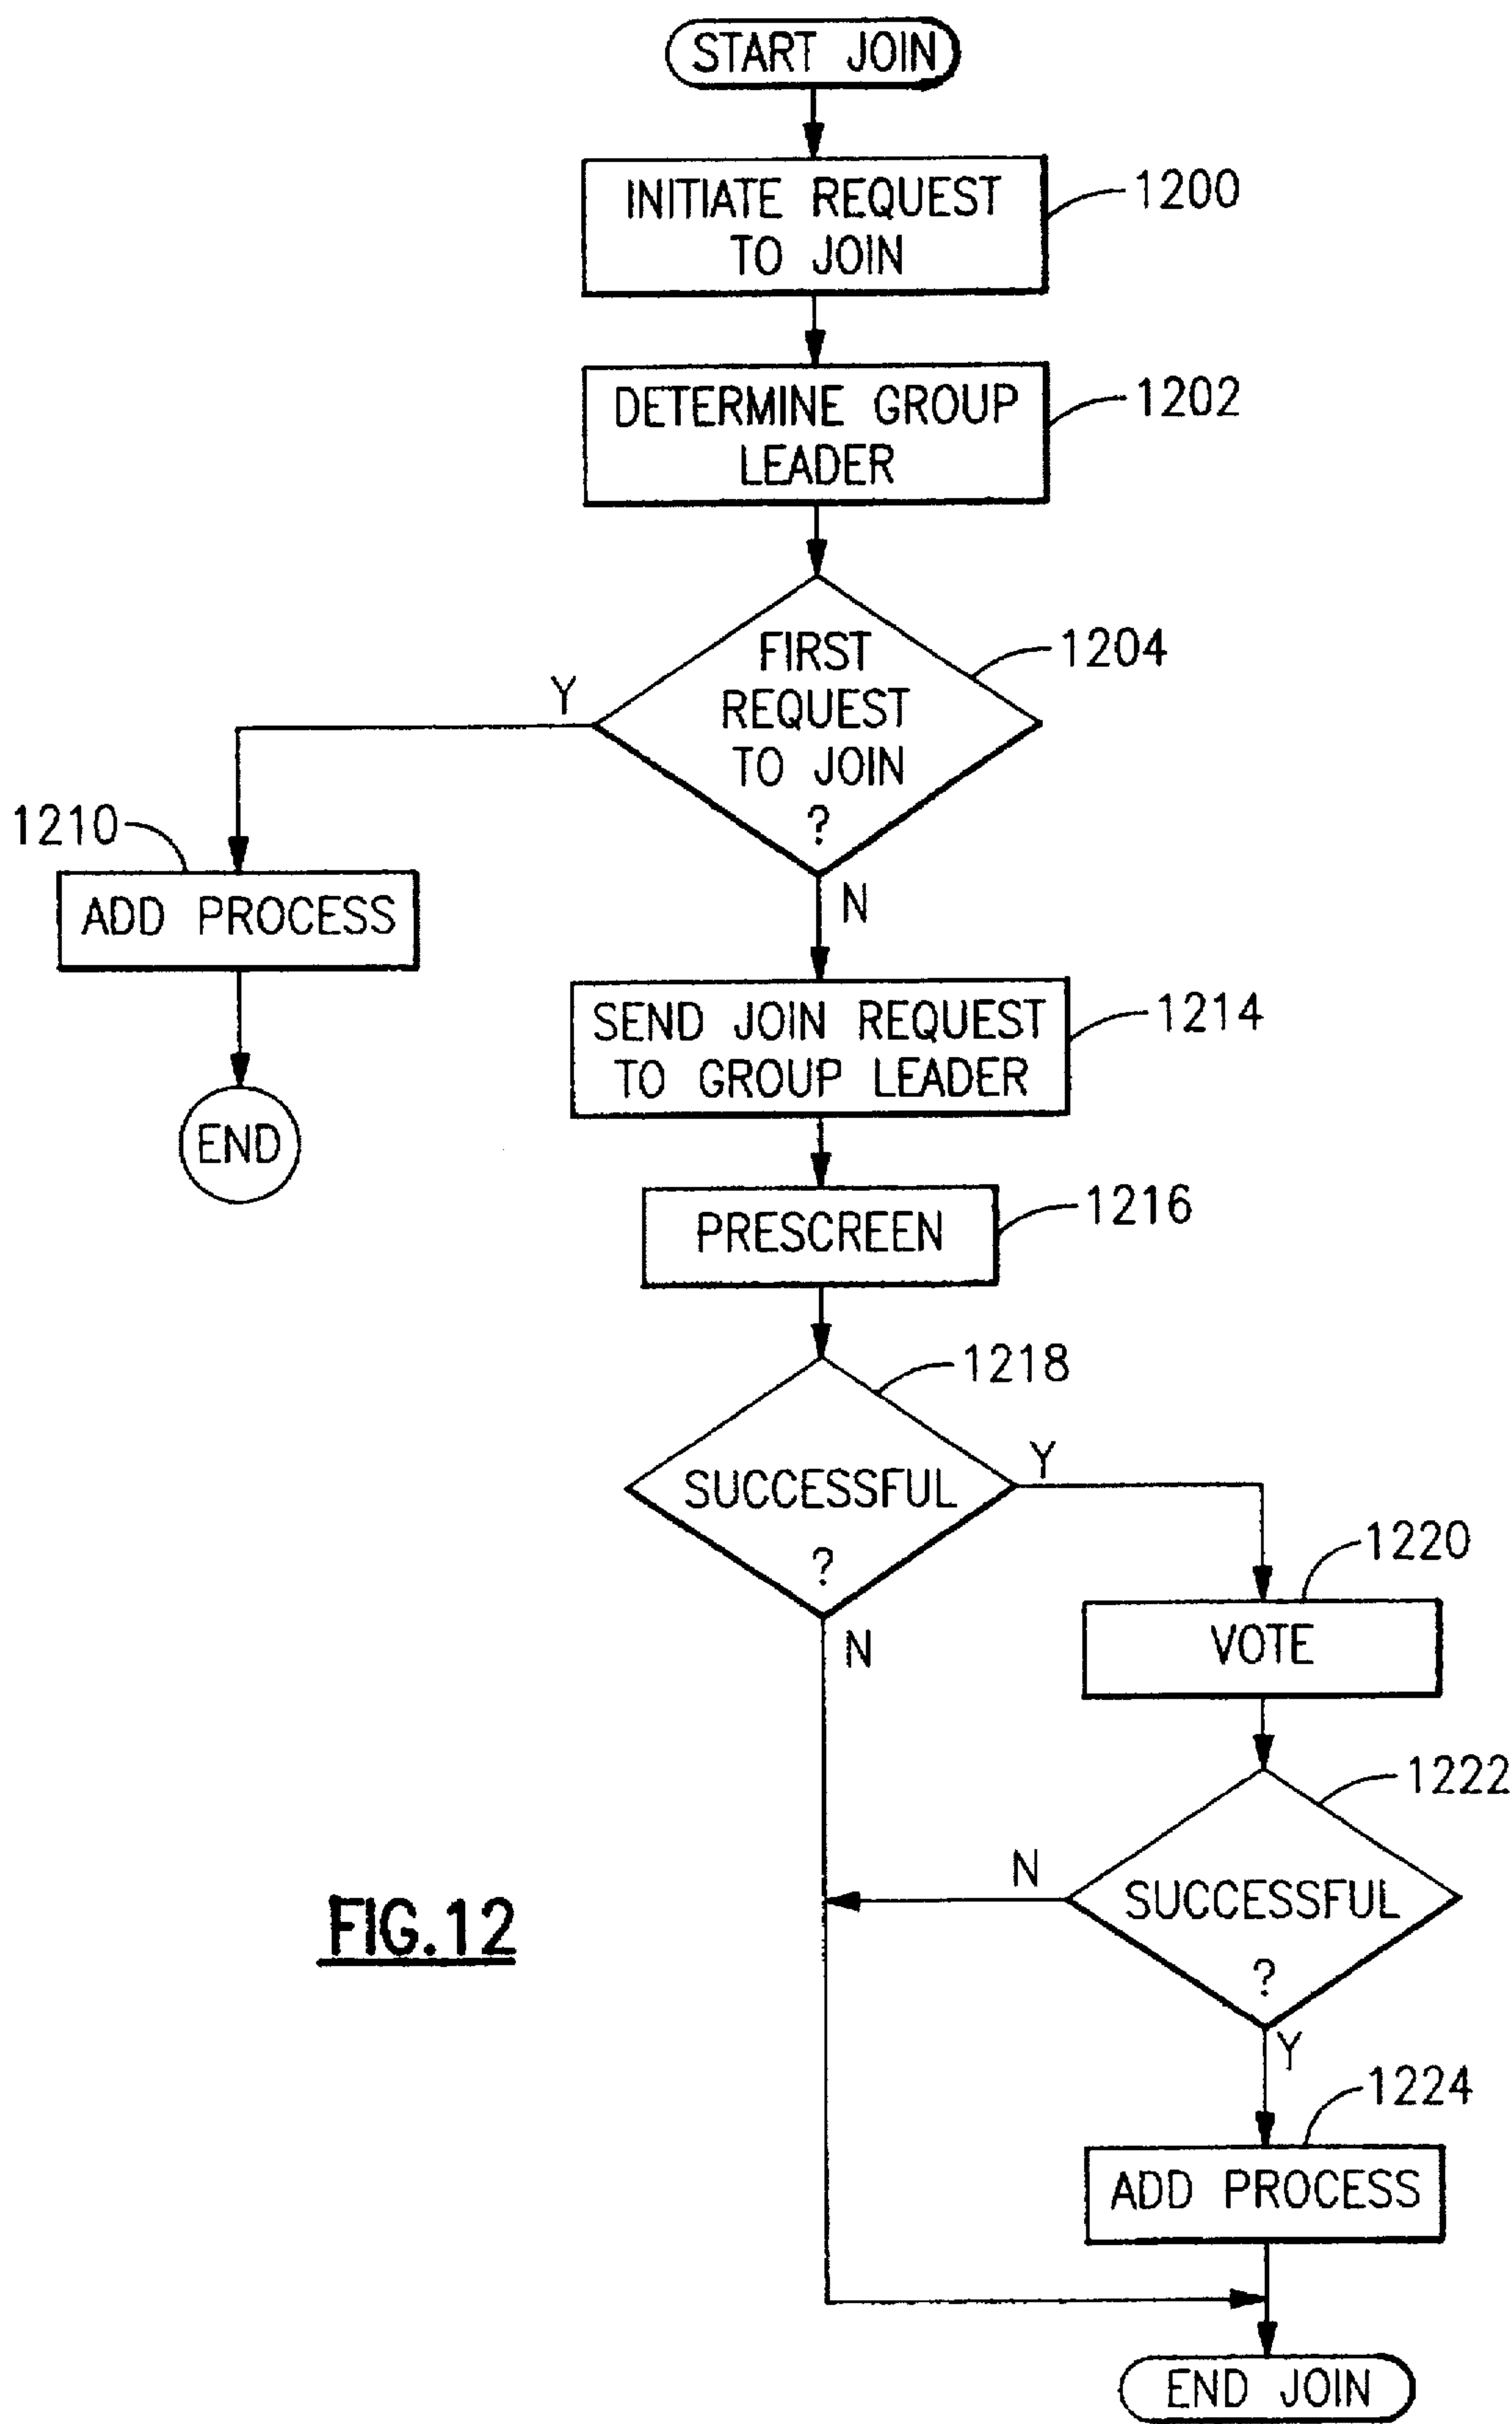 START JOIN
INITIATE REQUEST
TO JOIN
1200
DETERMINE GROUP
LEADER
1202
FIRST
REQUEST
TO JOIN
?
1204
Y
1210
ADD PROCESS
END
N
SEND JOIN REQUEST
TO GROUP LEADER
1214
PRESCREEN
1216
1218
SUCCESSFUL
?
Y
N
1220
VOTE
1222
SUCCESSFUL
?
N
Y
1224
ADD PROCESS
END JOIN
FIG.12